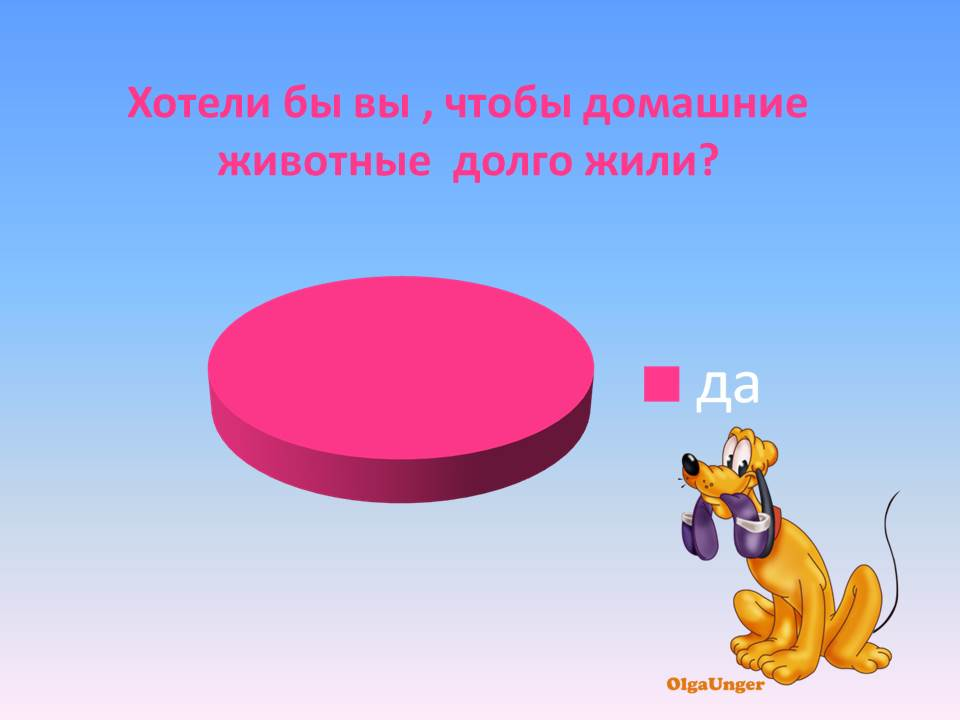 Хотели бы вы , чтобы домашние
животные  долго жили?
да
OlgaUnger